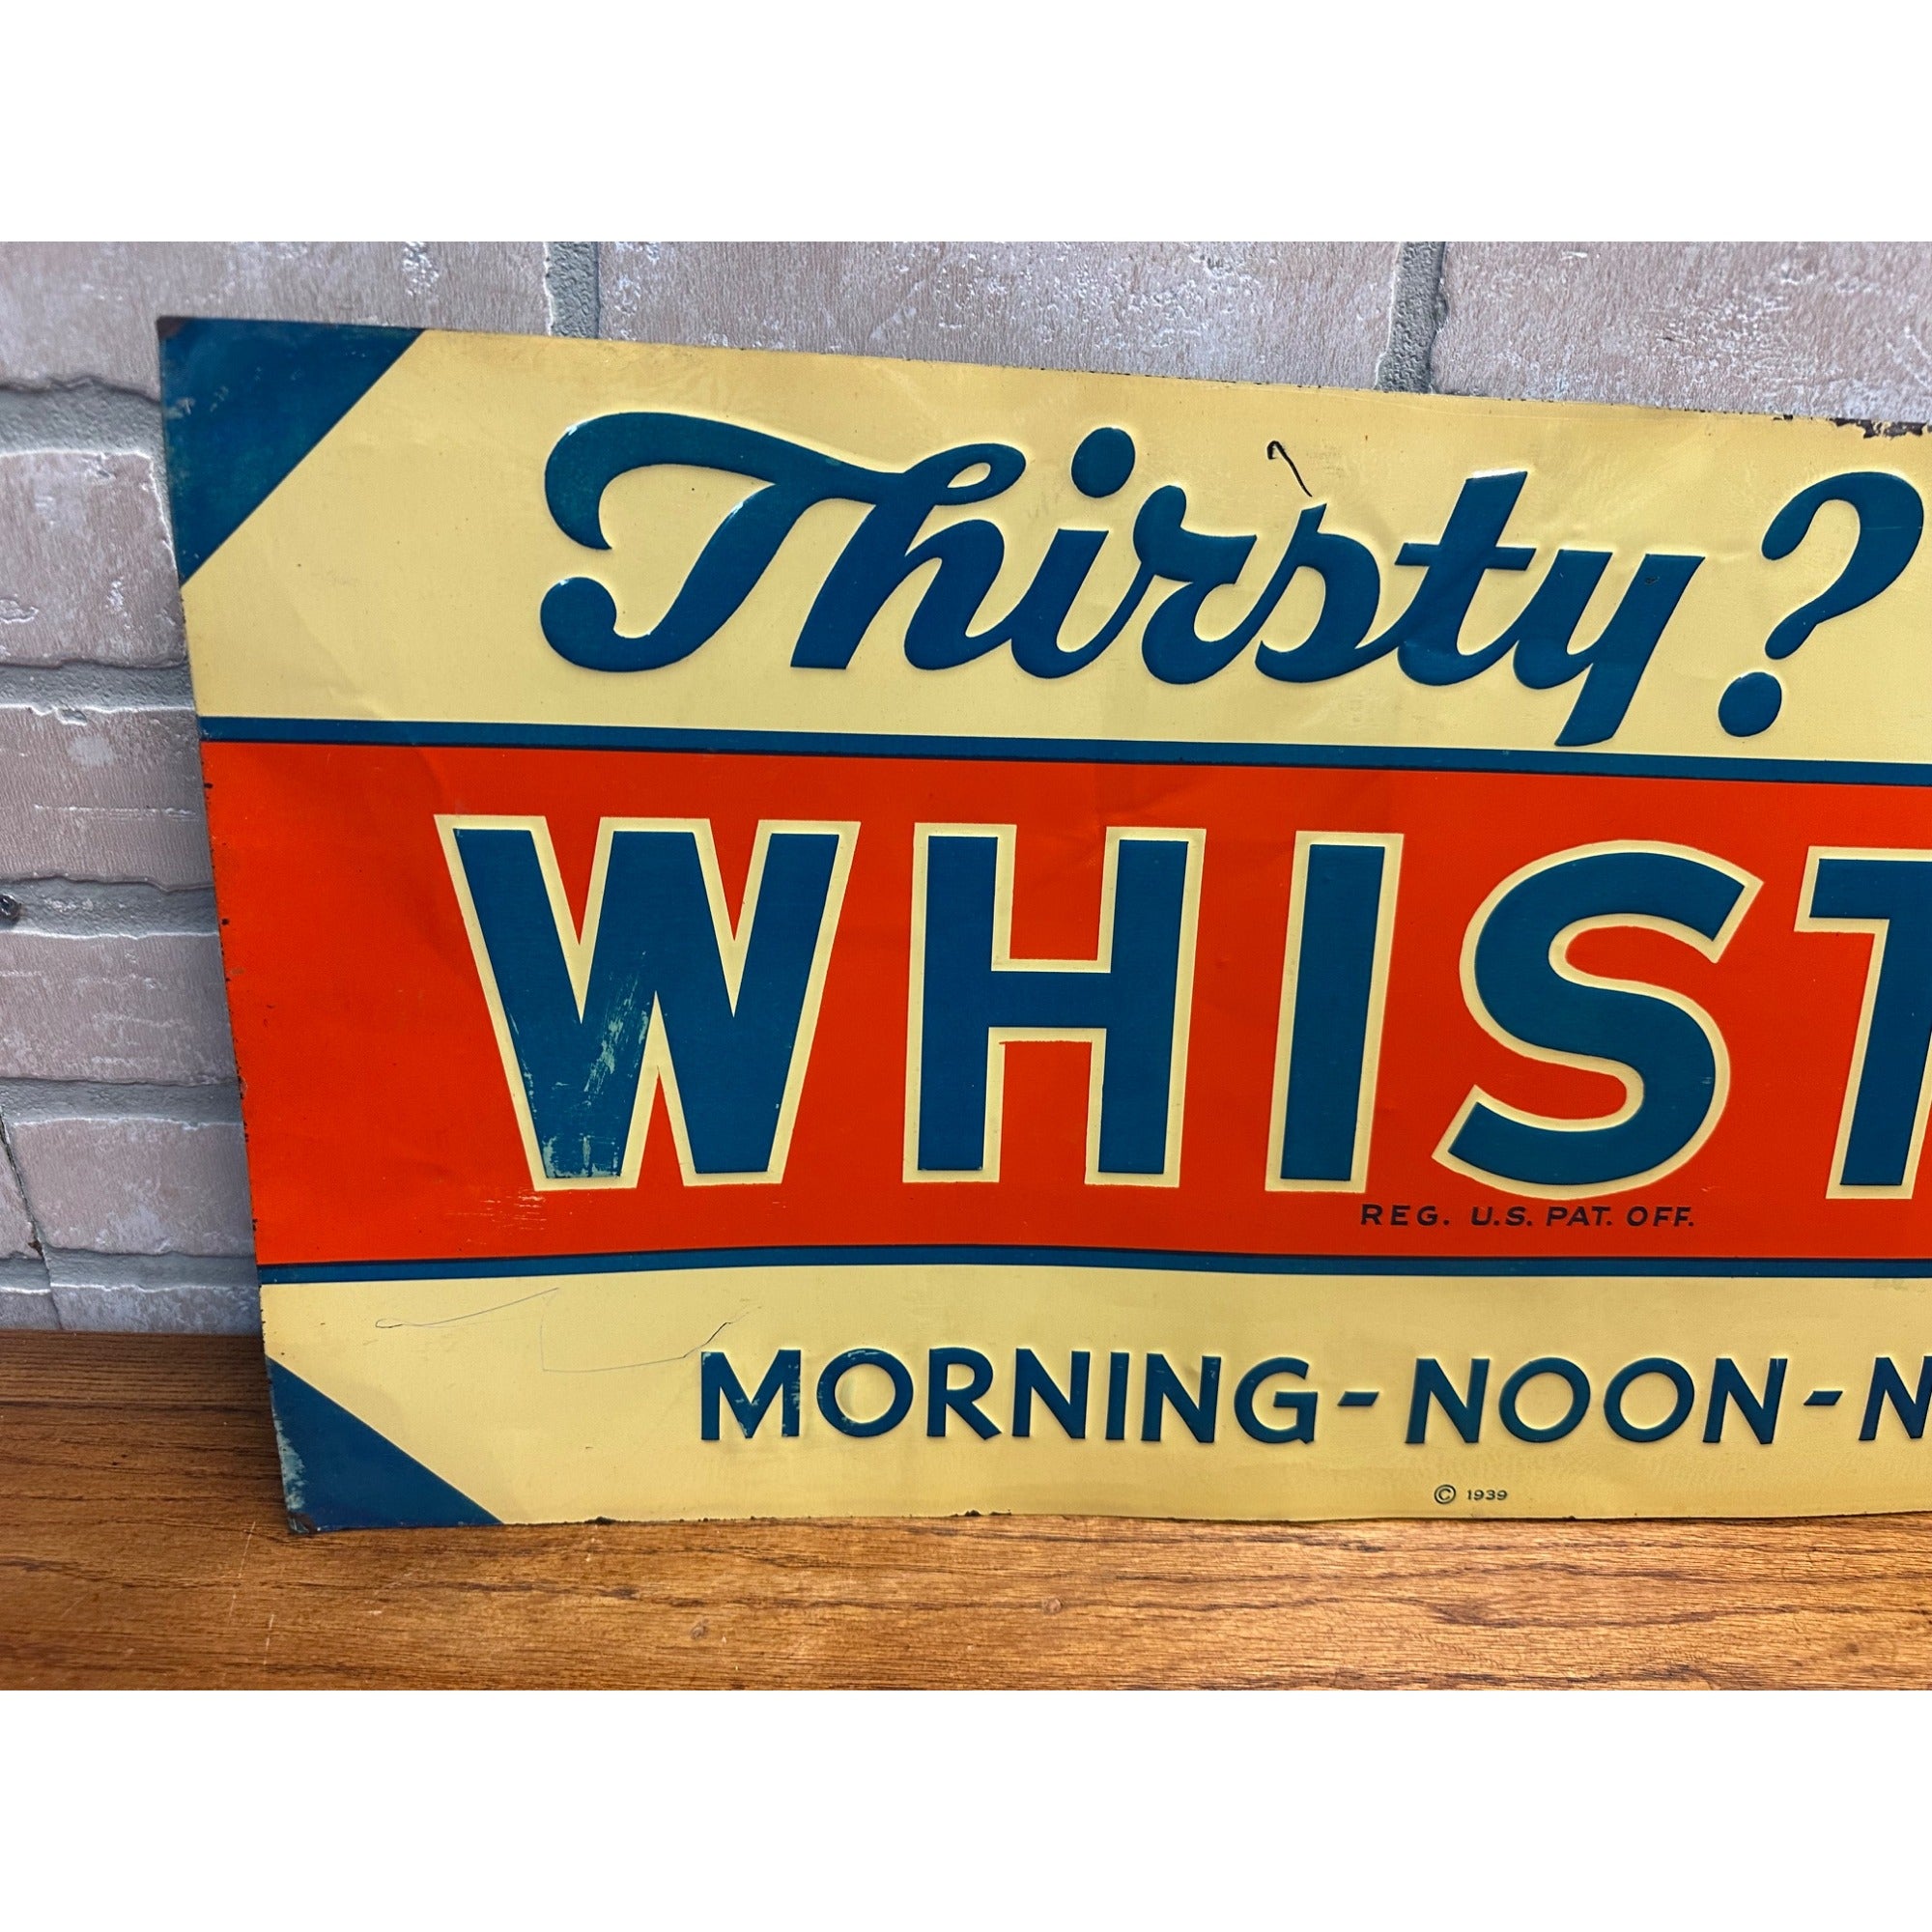 Thirsty?
WHIST
REG. U.S. PAT. OFF.
MORNING-NOON-N
© 1939